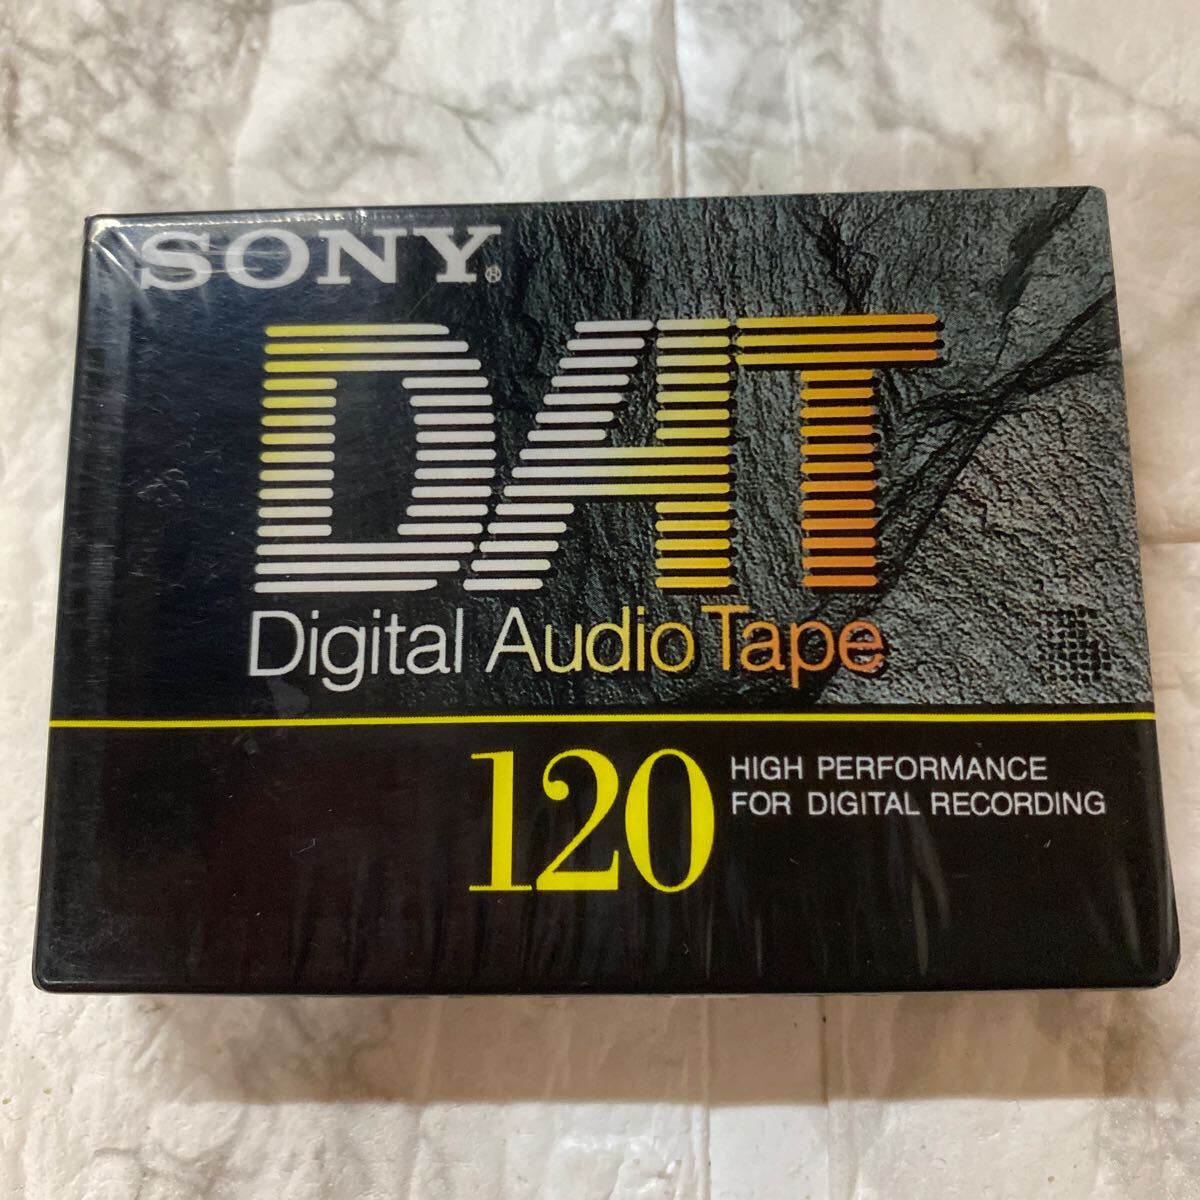 SONY®
DAT
Digital Audio Tape
120
HIGH PERFORMANCE
FOR DIGITAL RECORDING